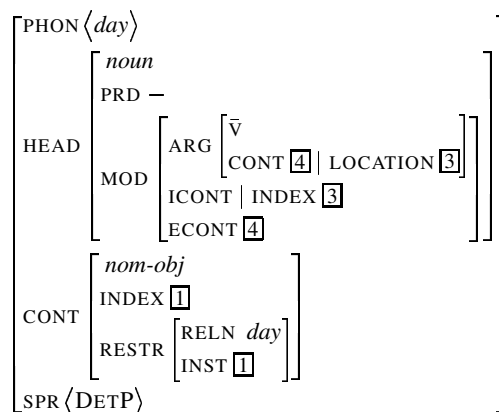 PHON ⟨day⟩
noun
PRD −
V̄
HEAD ARG
CONT 4 | LOCATION 3
MOD
ICONT | INDEX 3
ECONT 4
nom-obj
INDEX 1
CONT
RELN day
RESTR
INST 1
SPR ⟨DETP⟩